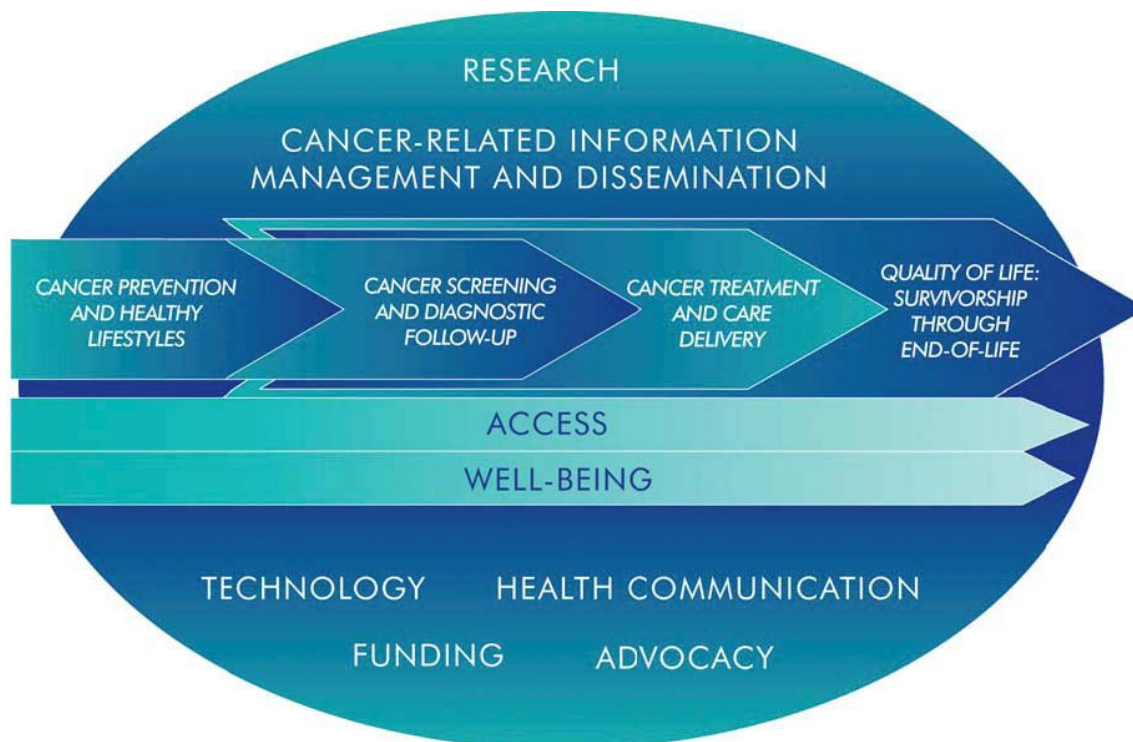 RESEARCH
CANCER-RELATED INFORMATION
MANAGEMENT AND DISSEMINATION
CANCER PREVENTION
AND HEALTHY
LIFESTYLES
CANCER SCREENING
AND DIAGNOSTIC
FOLLOW-UP
CANCER TREATMENT
AND CARE
DELIVERY
QUALITY OF LIFE:
SURVIVORSHIP
THROUGH
END-OF-LIFE
ACCESS
WELL-BEING
TECHNOLOGY
HEALTH COMMUNICATION
FUNDING
ADVOCACY